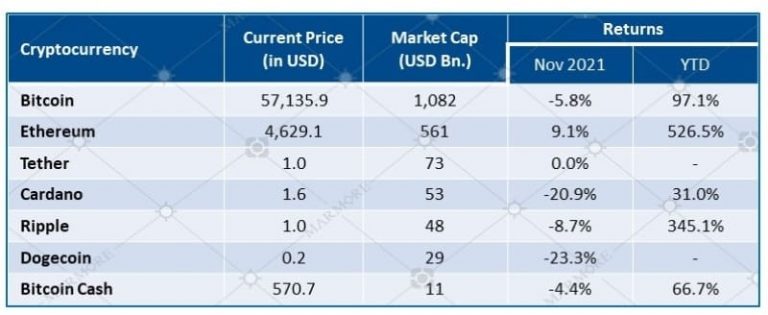 Cryptocurrency Current Price (in USD) Market Cap (USD Bn.) Returns
Nov 2021 YTD
Bitcoin 57,135.9 1,082 -5.8% 97.1%
Ethereum 4,629.1 561 9.1% 526.5%
Tether 1.0 73 0.0% -
Cardano 1.6 53 -20.9% 31.0%
Ripple 1.0 48 -8.7% 345.1%
Dogecoin 0.2 29 -23.3% -
Bitcoin Cash 570.7 11 -4.4% 66.7%
MARMORE